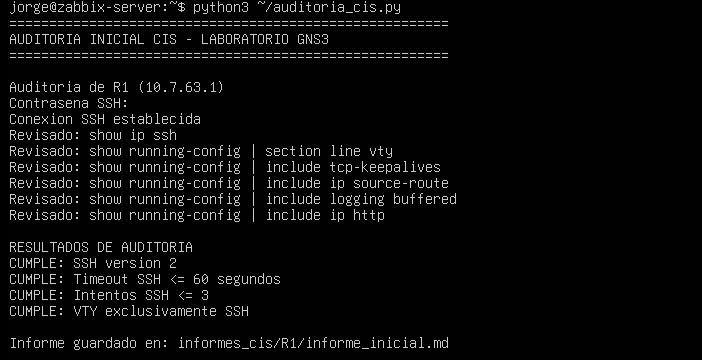 jorge@zabbix-server:~$ python3 ~/auditoria_cis.py
=======================================================
AUDITORIA INICIAL CIS - LABORATORIO GNS3
=======================================================
Auditoria de R1 (10.7.63.1)
Contrasena SSH:
Conexion SSH establecida
Revisado: show ip ssh
Revisado: show running-config | section line vty
Revisado: show running-config | include tcp-keepalives
Revisado: show running-config | include ip source-route
Revisado: show running-config | include logging buffered
Revisado: show running-config | include ip http
RESULTADOS DE AUDITORIA
CUMPLE: SSH version 2
CUMPLE: Timeout SSH <= 60 segundos
CUMPLE: Intentos SSH <= 3
CUMPLE: VTY exclusivamente SSH
Informe guardado en: informes_cis/R1/informe_inicial.md